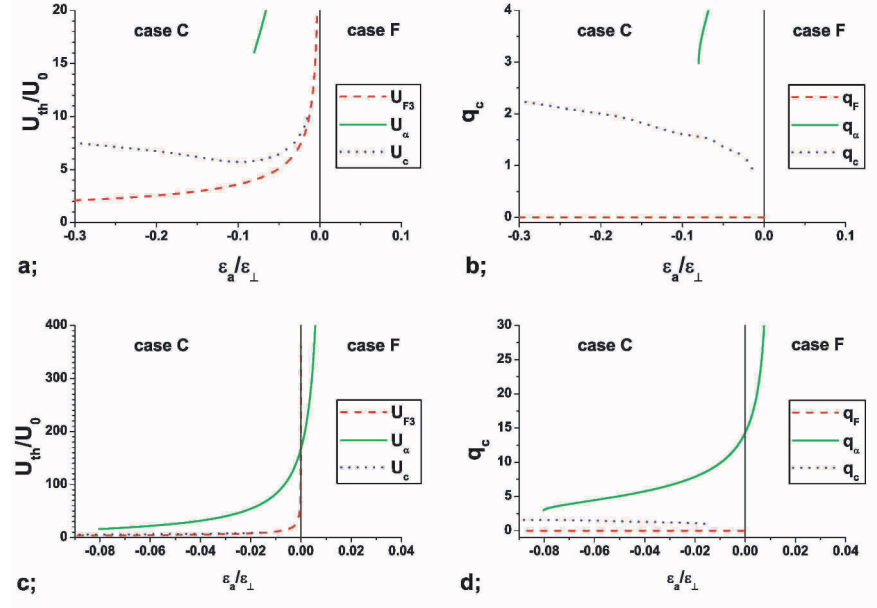 20
15
10
5
0
U_th/U_0
case C
case F
U_F3
U_α
U_c
-0.3
-0.2
-0.1
0.0
0.1
ε_a/ε_⊥
a;
4
3
2
1
0
q_c
case C
case F
q_F
q_α
q_c
-0.3
-0.2
-0.1
0.0
0.1
ε_a/ε_⊥
b;
400
300
200
100
0
U_th/U_0
case C
case F
U_F3
U_α
U_c
-0.08
-0.06
-0.04
-0.02
0.00
0.02
0.04
ε_a/ε_⊥
c;
30
25
20
15
10
5
0
q_c
case C
case F
q_F
q_α
q_c
-0.08
-0.06
-0.04
-0.02
0.00
0.02
0.04
ε_a/ε_⊥
d;